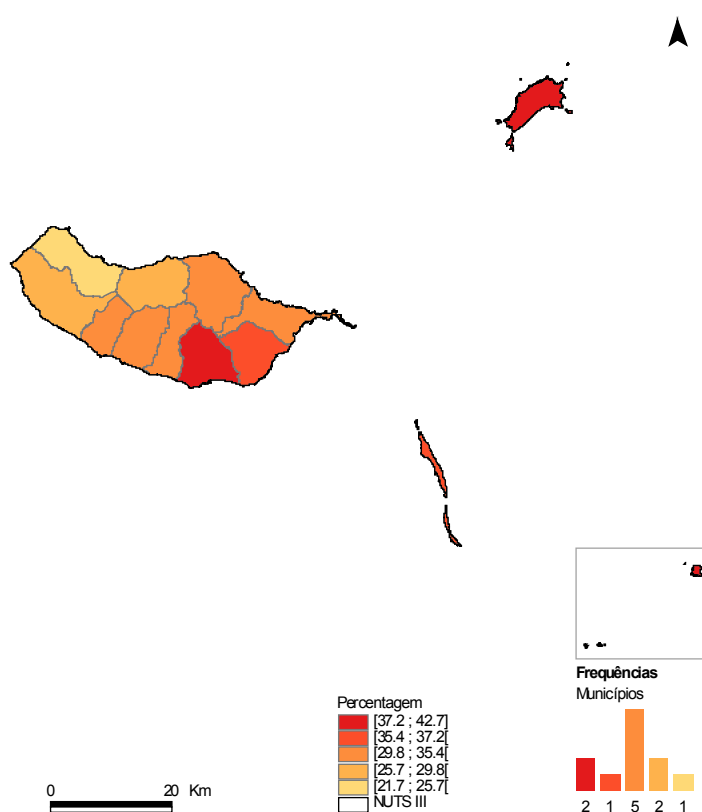 Frequências
Municípios
Percentagem
[37.2 ; 42.7]
[35.4 ; 37.2[
[29.8 ; 35.4[
[25.7 ; 29.8[
[21.7 ; 25.7[
NUTS III
0 20 Km
2 1 5 2 1